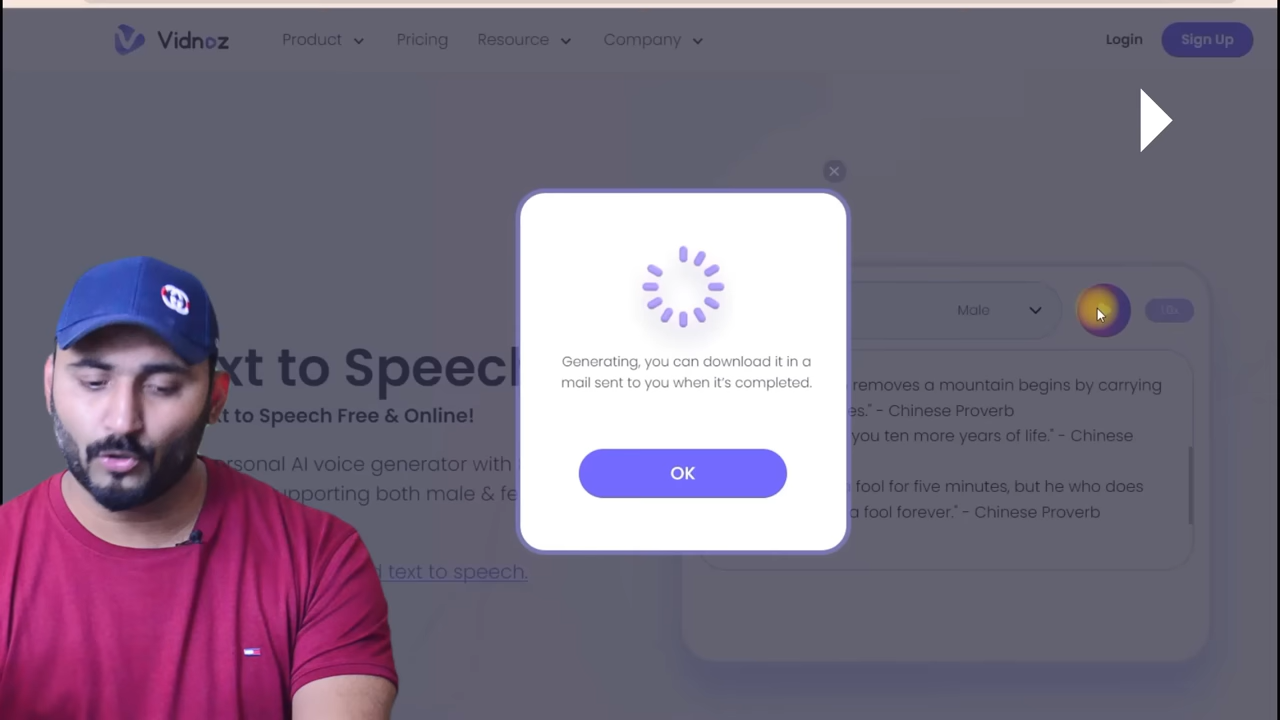 Vidnoz
Product
Pricing
Resource
Company
Login
Sign Up
Male
1.0x
xt to Speech
t to Speech Free & Online!
ersonal AI voice generator with
upporting both male & fe
d text to speech.
Generating, you can download it in a
mail sent to you when it's completed.
OK
removes a mountain begins by carrying
es." - Chinese Proverb
you ten more years of life." - Chinese
fool for five minutes, but he who does
a fool forever." - Chinese Proverb